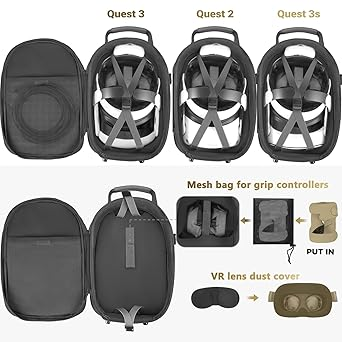 Quest 3
Quest 2
Quest 3s
Mesh bag for grip controllers
PUT IN
VR lens dust cover